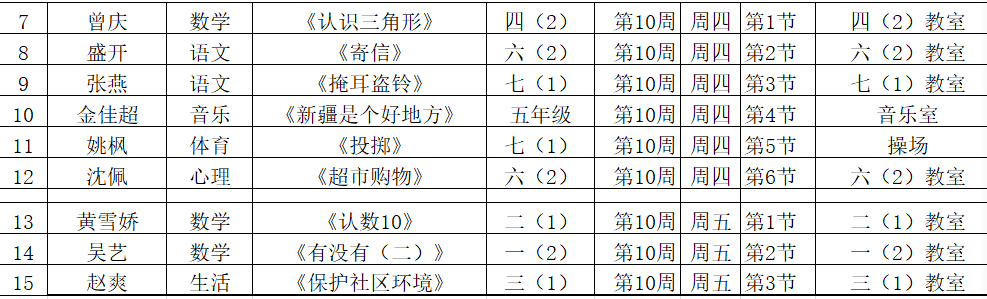 7 曾庆 数学 《认识三角形》 四（2） 第10周 周四 第1节 四（2）教室
8 盛开 语文 《寄信》 六（2） 第10周 周四 第2节 六（2）教室
9 张燕 语文 《掩耳盗铃》 七（1） 第10周 周四 第3节 七（1）教室
10 金佳超 音乐 《新疆是个好地方》 五年级 第10周 周四 第4节 音乐室
11 姚枫 体育 《投掷》 七（1） 第10周 周四 第5节 操场
12 沈佩 心理 《超市购物》 六（2） 第10周 周四 第6节 六（2）教室
13 黄雪娇 数学 《认数10》 二（1） 第10周 周五 第1节 二（1）教室
14 吴艺 数学 《有没有（二）》 一（2） 第10周 周五 第2节 一（2）教室
15 赵爽 生活 《保护社区环境》 三（1） 第10周 周五 第3节 三（1）教室